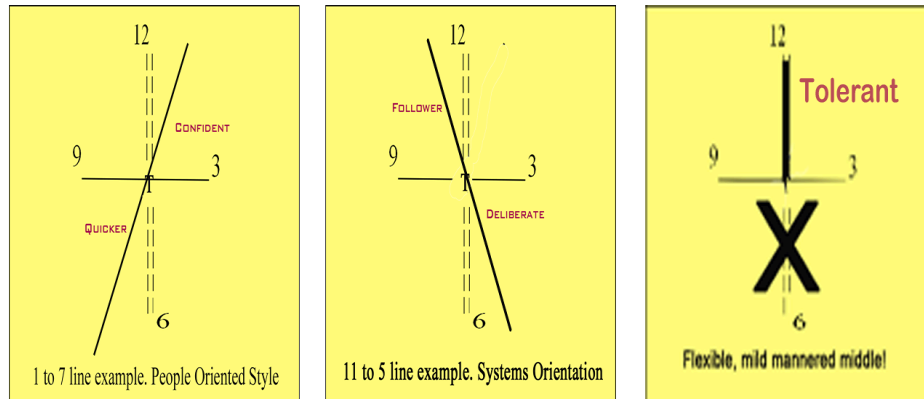 12
CONFIDENT
9
3
T
QUICKER
6
1 to 7 line example. People Oriented Style
12
FOLLOWER
9
3
T
DELIBERATE
6
11 to 5 line example. Systems Orientation
12
Tolerant
9
3
X
6
Flexible, mild mannered middle!